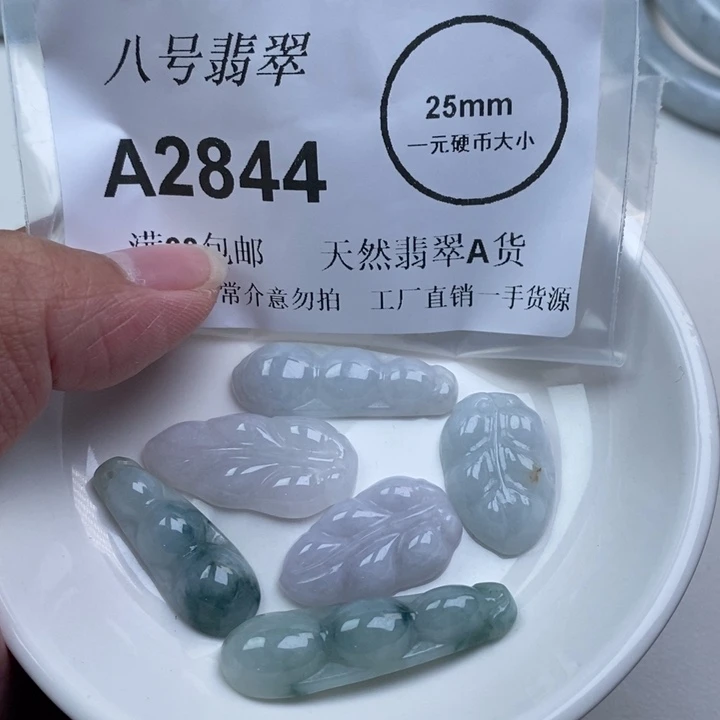 八号翡翠
25mm
一元硬币大小
A2844
满 包邮 天然翡翠A货
常介意勿拍 工厂直销一手货源